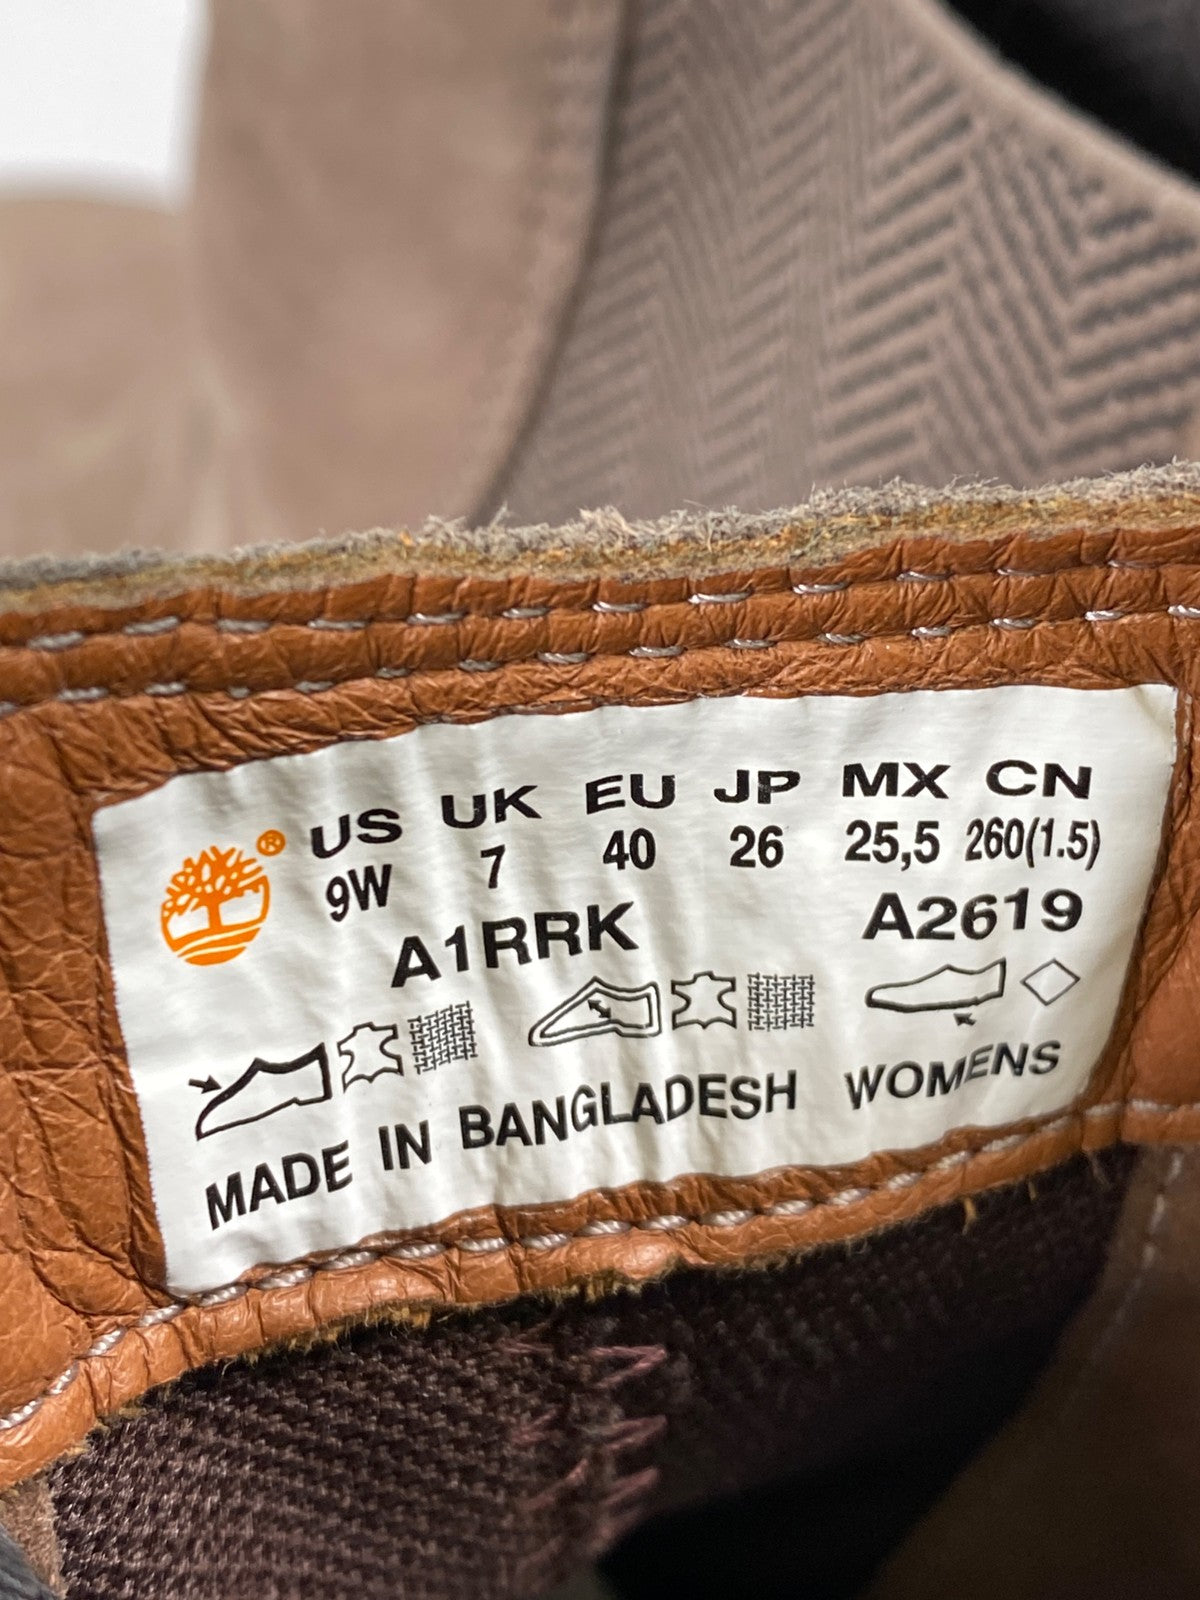 ® US UK EU JP MX CN
9W 7 40 26 25,5 260(1.5)
A1RRK A2619
MADE IN BANGLADESH WOMENS